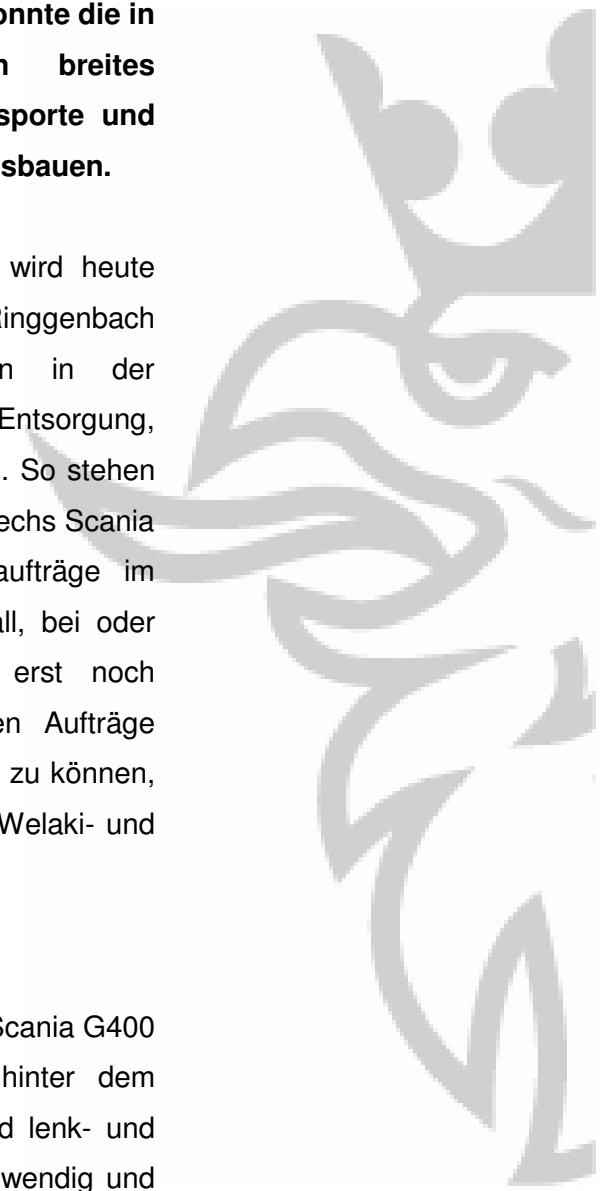 onnte die in
n breites
sporte und
sbauen.
wird heute
Ringgenbach
n in der
Entsorgung,
. So stehen
echs Scania
aufträge im
all, bei oder
erst noch
en Aufträge
zu können,
Welaki- und
Scania G400
hinter dem
d lenk- und
wendig und